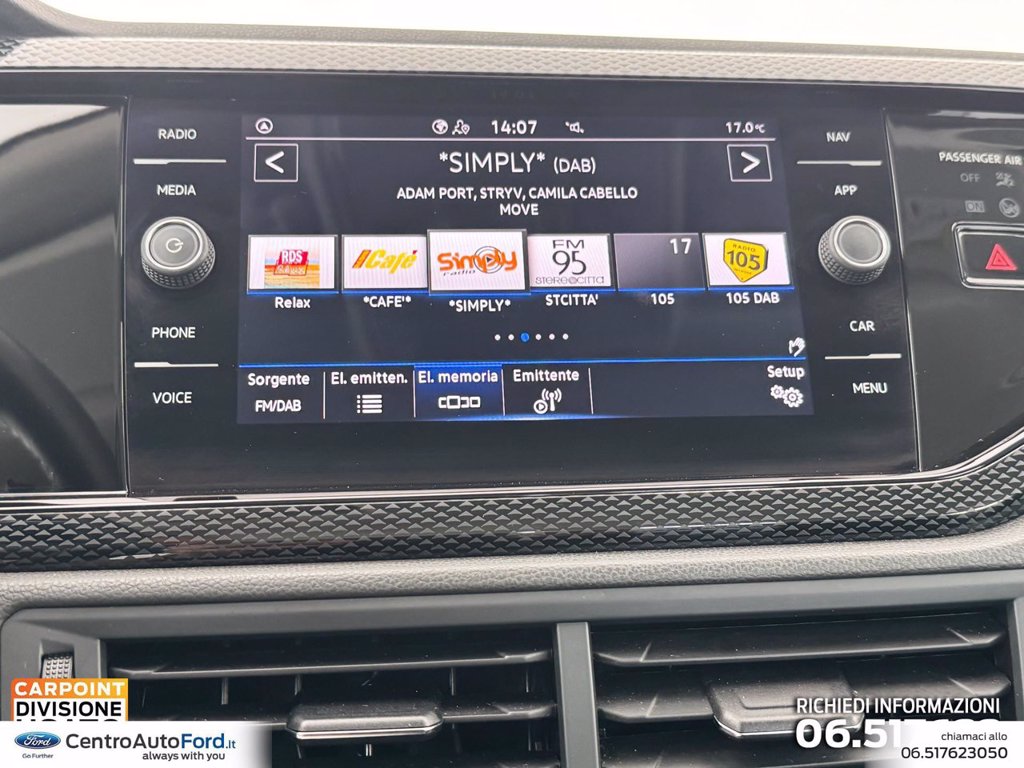 RADIO
MEDIA
PHONE
VOICE
14:07
17.0°C
*SIMPLY* (DAB)
ADAM PORT, STRYV, CAMILA CABELLO
MOVE
RDS
Relax
Café
*CAFE'*
Simply
radio
*SIMPLY*
FM
95
STEREOCITTA
STCITTA'
17
105
RADIO
105
105 DAB
Sorgente
FM/DAB
El. emitten.
El. memoria
Emittente
Setup
NAV
APP
CAR
MENU
PASSENGER AIR
OFF
ON
CARPOINT
DIVISIONE
Ford
Go Further
CentroAutoFord.it
always with you
RICHIEDI INFORMAZIONI
chiamaci allo
06.517623050